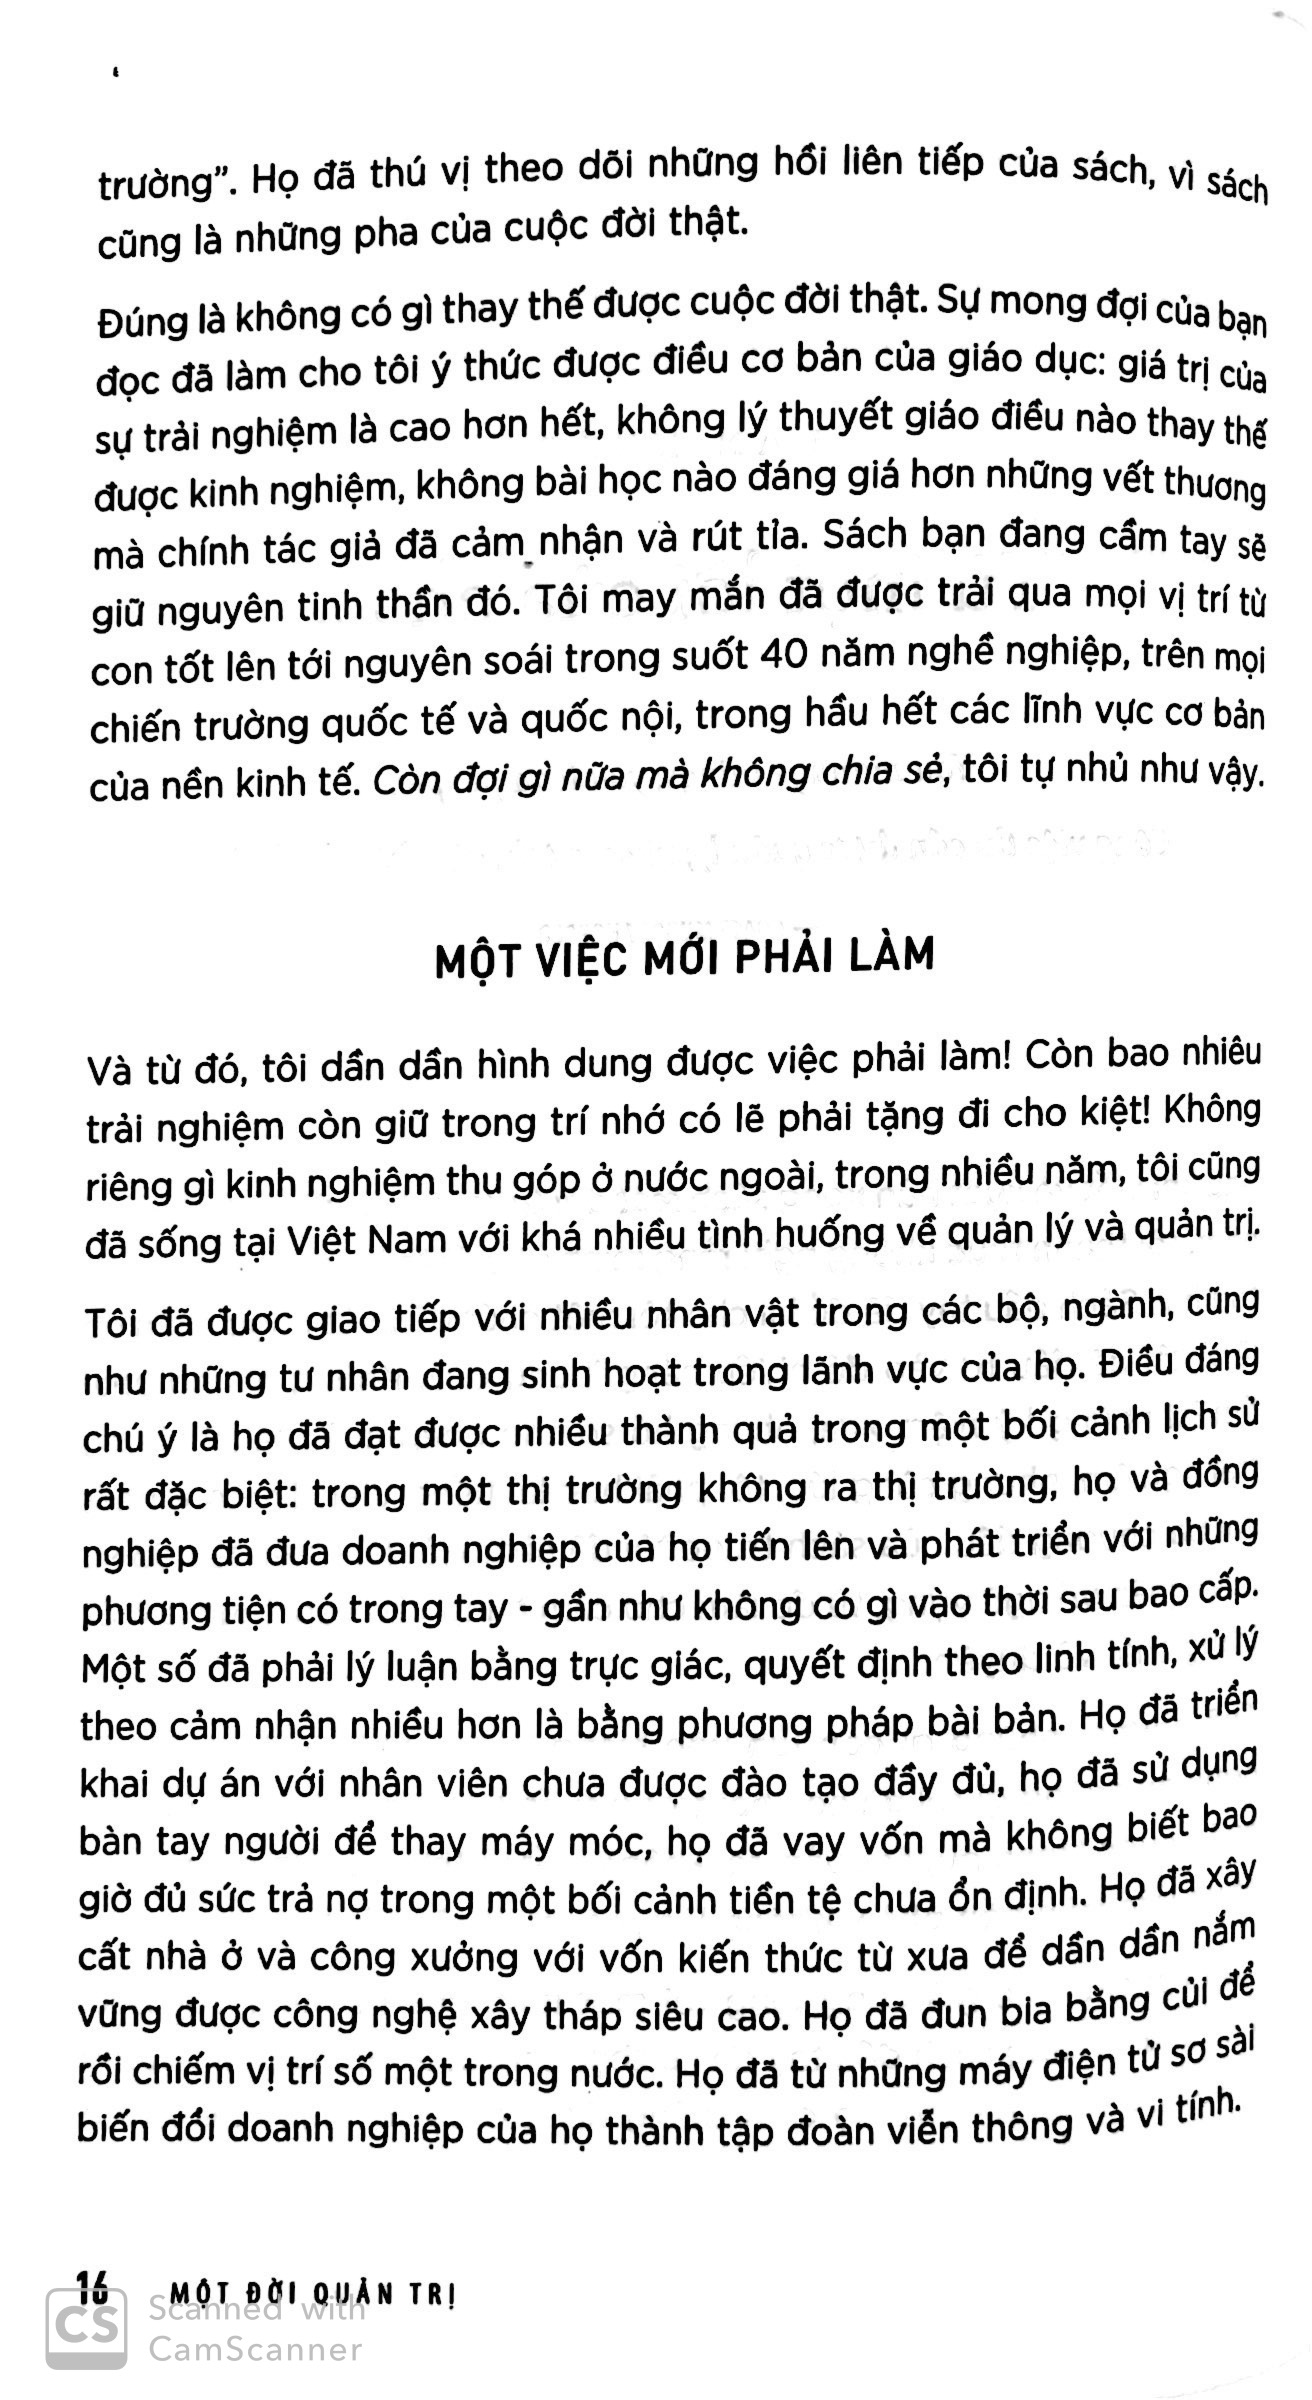 trường”. Họ đã thú vị theo dõi những hồi liên tiếp của sách, vì sách
cũng là những pha của cuộc đời thật.
Đúng là không có gì thay thế được cuộc đời thật. Sự mong đợi của bạn
đọc đã làm cho tôi ý thức được điều cơ bản của giáo dục: giá trị của
sự trải nghiệm là cao hơn hết, không lý thuyết giáo điều nào thay thế
được kinh nghiệm, không bài học nào đáng giá hơn những vết thương
mà chính tác giả đã cảm nhận và rút tỉa. Sách bạn đang cầm tay sẽ
giữ nguyên tinh thần đó. Tôi may mắn đã được trải qua mọi vị trí từ
con tốt lên tới nguyên soái trong suốt 40 năm nghề nghiệp, trên mọi
chiến trường quốc tế và quốc nội, trong hầu hết các lĩnh vực cơ bản
của nền kinh tế. Còn đợi gì nữa mà không chia sẻ, tôi tự nhủ như vậy.
MỘT VIỆC MỚI PHẢI LÀM
Và từ đó, tôi dần dần hình dung được việc phải làm! Còn bao nhiêu
trải nghiệm còn giữ trong trí nhớ có lẽ phải tặng đi cho kiệt! Không
riêng gì kinh nghiệm thu góp ở nước ngoài, trong nhiều năm, tôi cũng
đã sống tại Việt Nam với khá nhiều tình huống về quản lý và quản trị.
Tôi đã được giao tiếp với nhiều nhân vật trong các bộ, ngành, cũng
như những tư nhân đang sinh hoạt trong lãnh vực của họ. Điều đáng
chú ý là họ đã đạt được nhiều thành quả trong một bối cảnh lịch sử
rất đặc biệt: trong một thị trường không ra thị trường, họ và đồng
nghiệp đã đưa doanh nghiệp của họ tiến lên và phát triển với những
phương tiện có trong tay - gần như không có gì vào thời sau bao cấp.
Một số đã phải lý luận bằng trực giác, quyết định theo linh tính, xử lý
theo cảm nhận nhiều hơn là bằng phương pháp bài bản. Họ đã triển
khai dự án với nhân viên chưa được đào tạo đầy đủ, họ đã sử dụng
bàn tay người để thay máy móc, họ đã vay vốn mà không biết bao
giờ đủ sức trả nợ trong một bối cảnh tiền tệ chưa ổn định. Họ đã xây
cất nhà ở và công xưởng với vốn kiến thức từ xưa để dần dần nắm
vững được công nghệ xây tháp siêu cao. Họ đã đun bia bằng củi để
rồi chiếm vị trí số một trong nước. Họ đã từ những máy điện tử sơ sài
biến đổi doanh nghiệp của họ thành tập đoàn viễn thông và vi tính.
16 MỘT ĐỜI QUẢN TRỊ
CS Scanned with
CamScanner